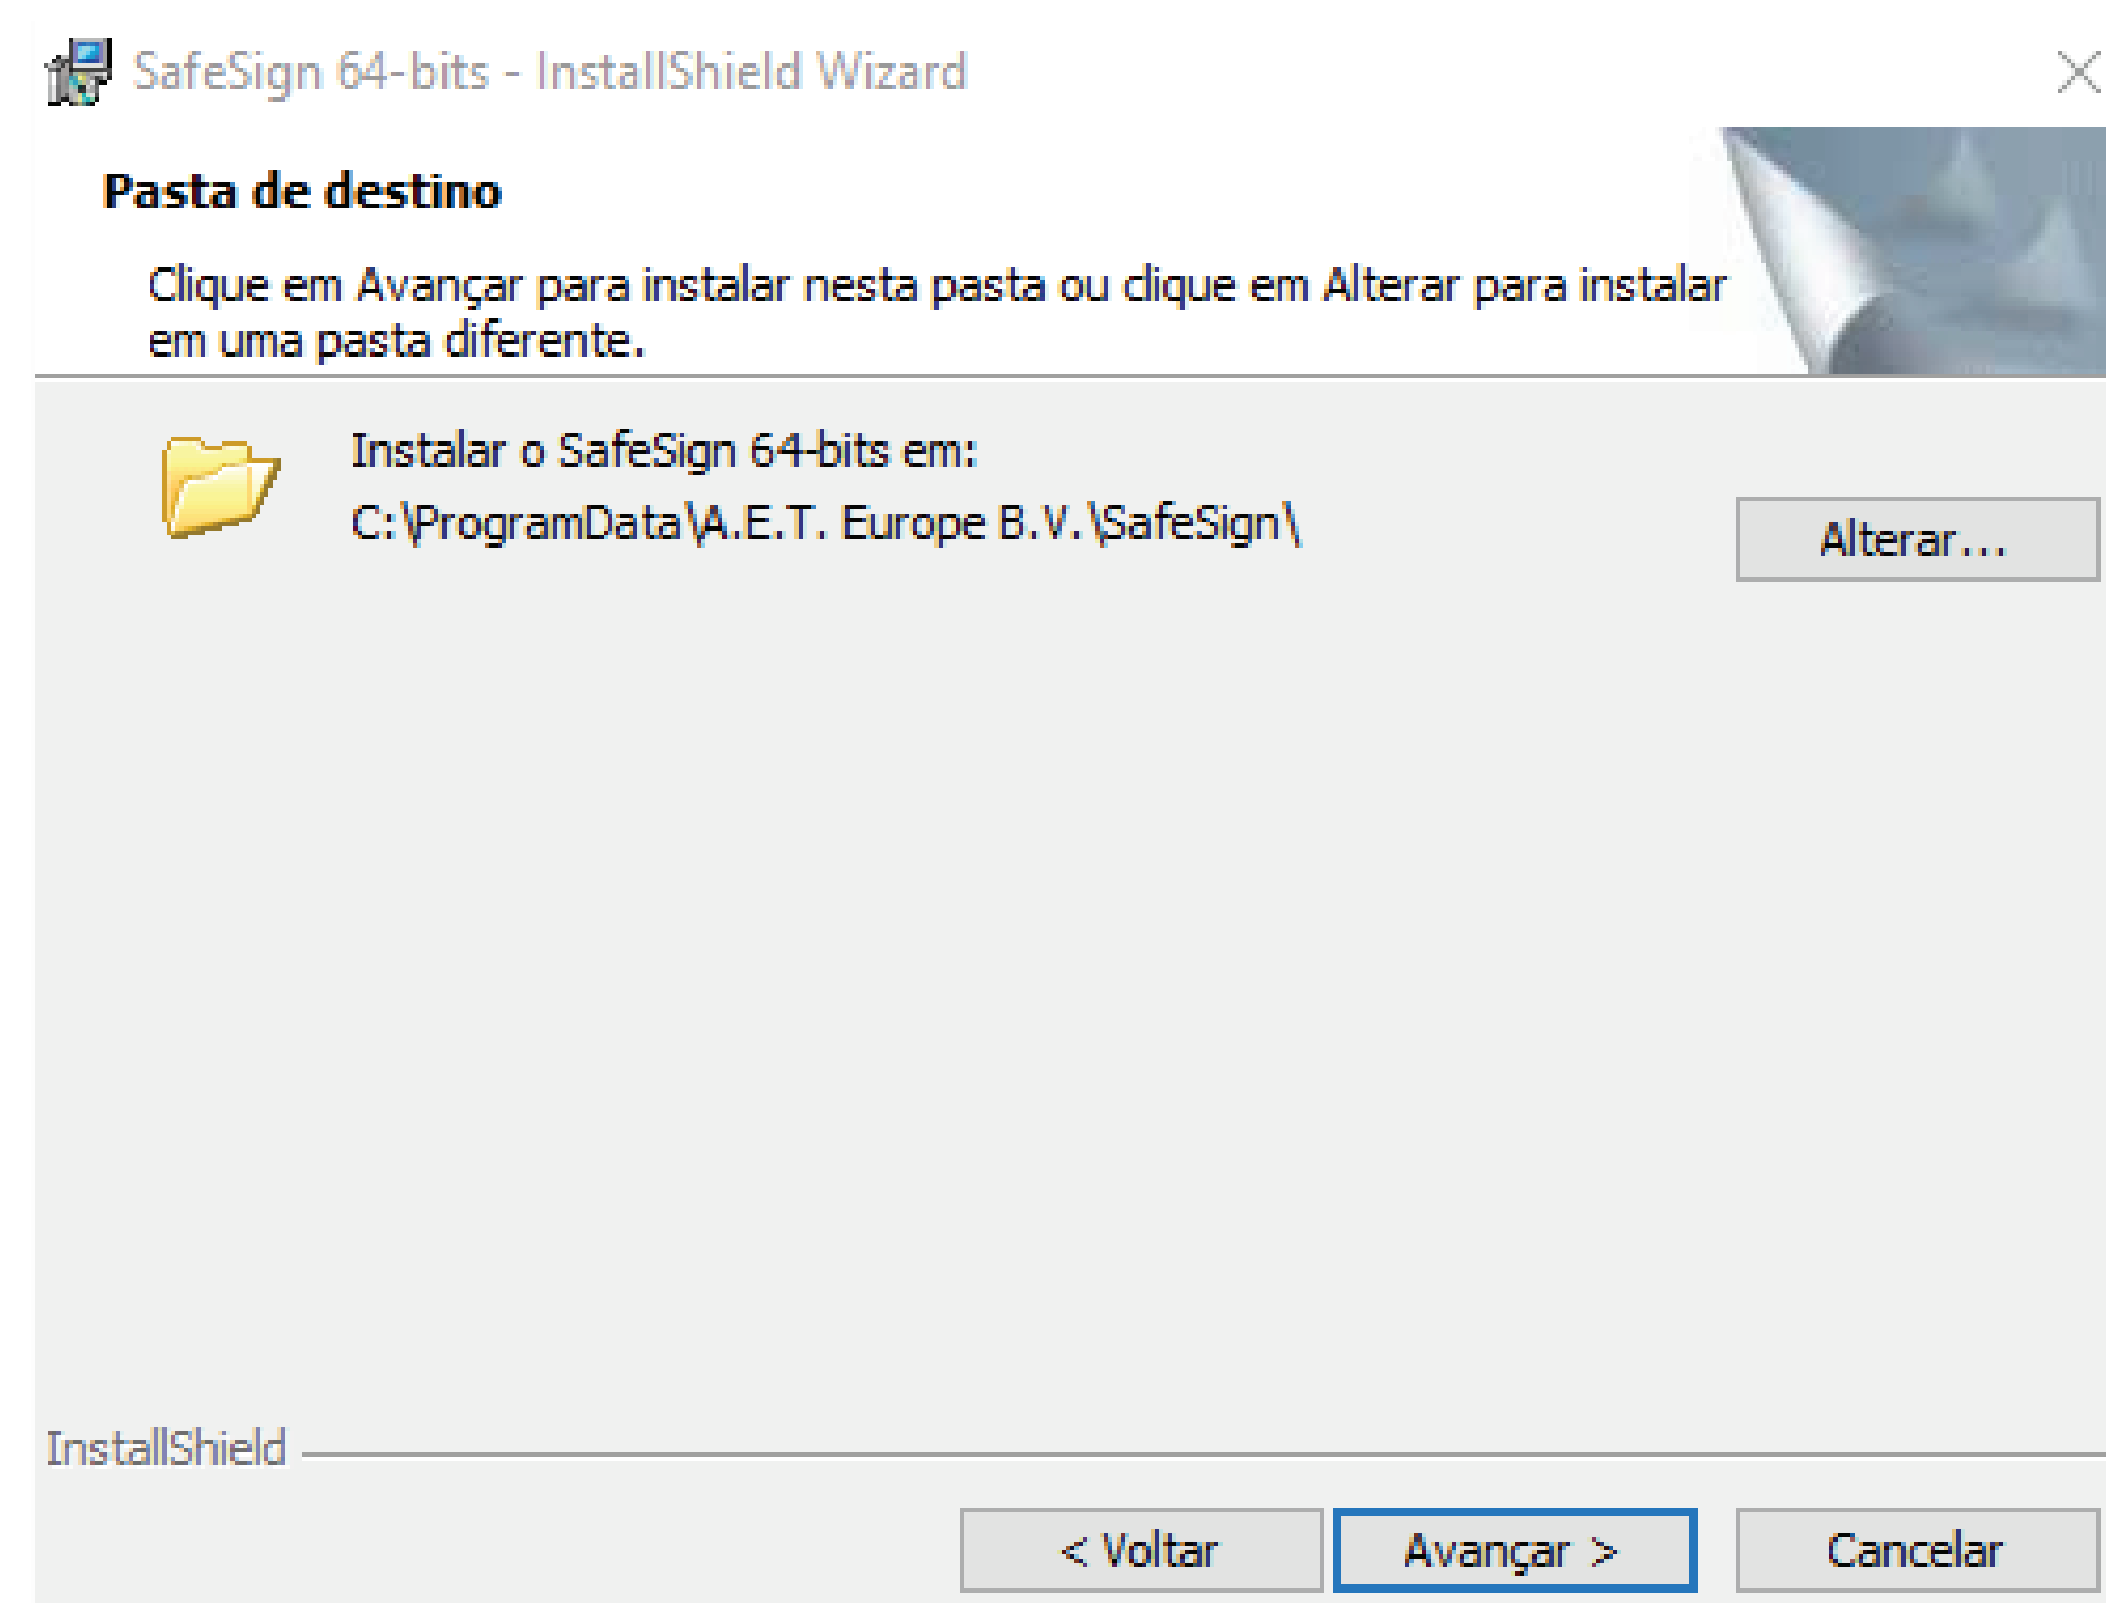 SafeSign 64-bits - InstallShield Wizard
Pasta de destino
Clique em Avançar para instalar nesta pasta ou clique em Alterar para instalar
em uma pasta diferente.
Instalar o SafeSign 64-bits em:
C:\ProgramData\A.E.T. Europe B.V.\SafeSign\
Alterar...
InstallShield
< Voltar
Avançar >
Cancelar